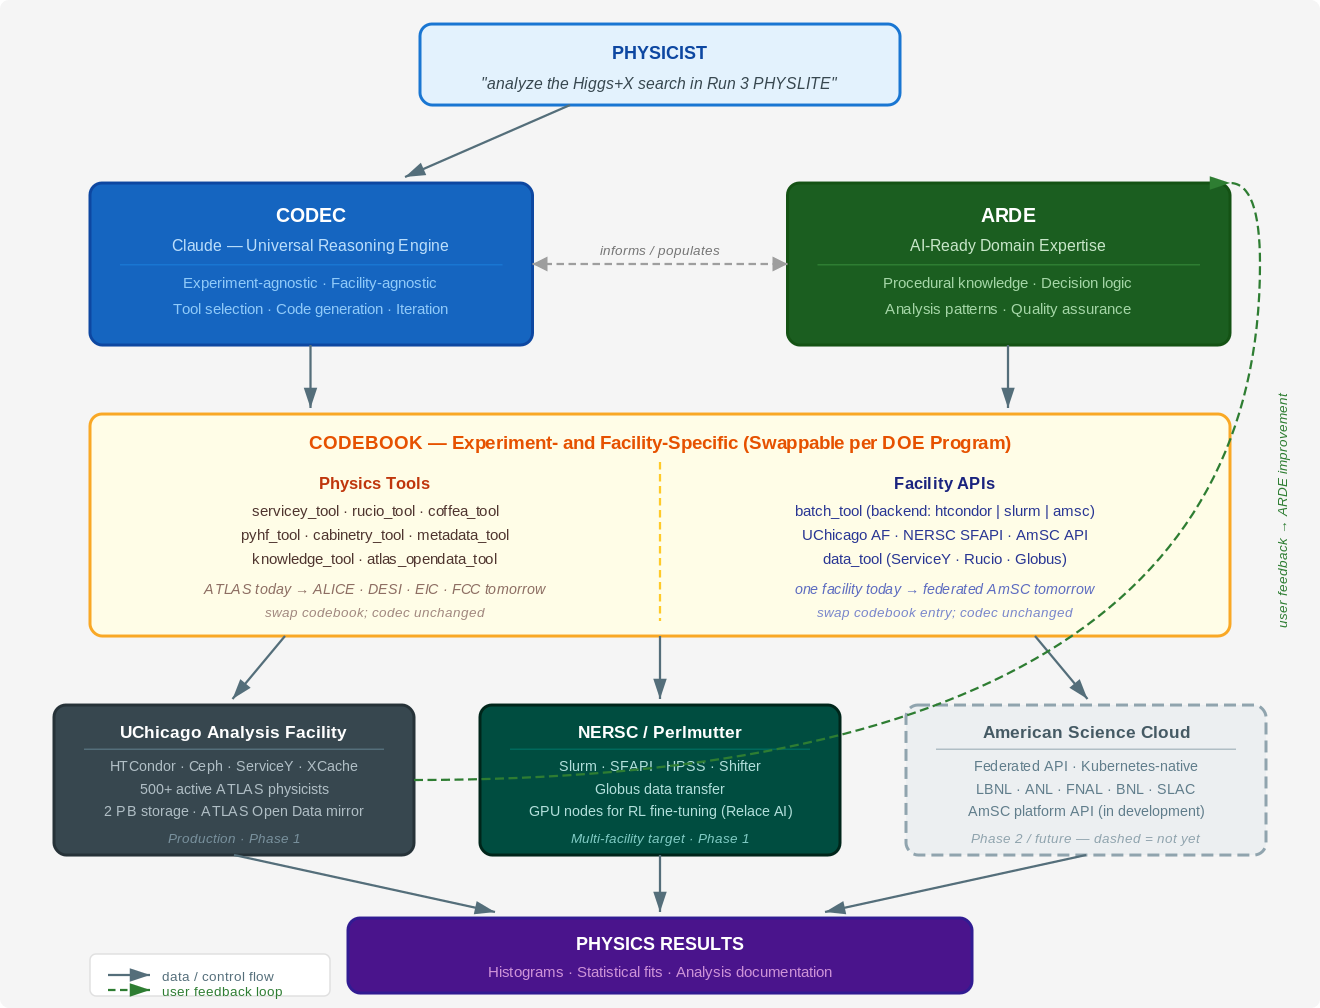 PHYSICIST
"analyze the Higgs+X search in Run 3 PHYSLITE"
CODEC
Claude — Universal Reasoning Engine
Experiment-agnostic · Facility-agnostic
Tool selection · Code generation · Iteration
informs / populates
ARDE
AI-Ready Domain Expertise
Procedural knowledge · Decision logic
Analysis patterns · Quality assurance
CODEBOOK — Experiment- and Facility-Specific (Swappable per DOE Program)
Physics Tools
servicey_tool · rucio_tool · coffea_tool
pyhf_tool · cabinetry_tool · metadata_tool
knowledge_tool · atlas_opendata_tool
ATLAS today → ALICE · DESI · EIC · FCC tomorrow
swap codebook; codec unchanged
Facility APIs
batch_tool (backend: htcondor | slurm | amsc)
UChicago AF · NERSC SFAPI · AmSC API
data_tool (ServiceY · Rucio · Globus)
one facility today → federated AmSC tomorrow
swap codebook entry; codec unchanged
user feedback → ARDE improvement
UChicago Analysis Facility
HTCondor · Ceph · ServiceY · XCache
500+ active ATLAS physicists
2 PB storage · ATLAS Open Data mirror
Production · Phase 1
NERSC / Perlmutter
Slurm · SFAPI · HPSS · Shifter
Globus data transfer
GPU nodes for RL fine-tuning (Relace AI)
Multi-facility target · Phase 1
American Science Cloud
Federated API · Kubernetes-native
LBNL · ANL · FNAL · BNL · SLAC
AmSC platform API (in development)
Phase 2 / future — dashed = not yet
PHYSICS RESULTS
Histograms · Statistical fits · Analysis documentation
data / control flow
user feedback loop